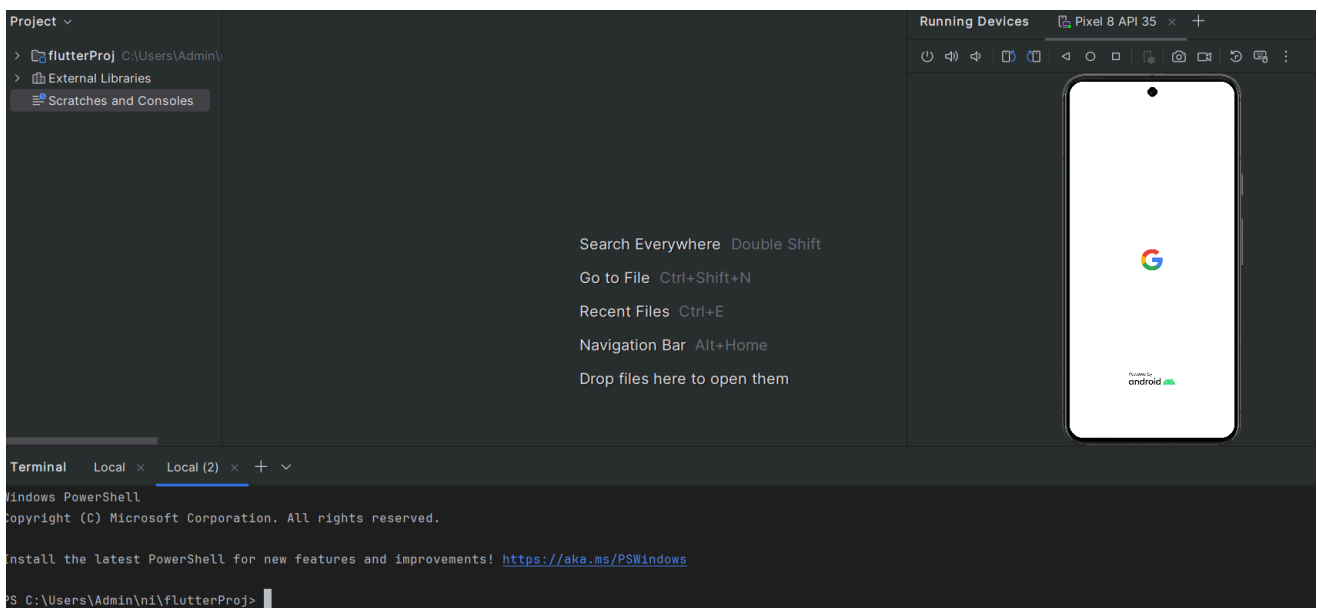 Project
flutterProj C:\Users\Admin\
External Libraries
Scratches and Consoles
Search Everywhere Double Shift
Go to File Ctrl+Shift+N
Recent Files Ctrl+E
Navigation Bar Alt+Home
Drop files here to open them
Running Devices Pixel 8 API 35
G
Powered by
android
Terminal Local Local (2)
Windows PowerShell
Copyright (C) Microsoft Corporation. All rights reserved.
Install the latest PowerShell for new features and improvements! https://aka.ms/PSWindows
PS C:\Users\Admin\ni\flutterProj>